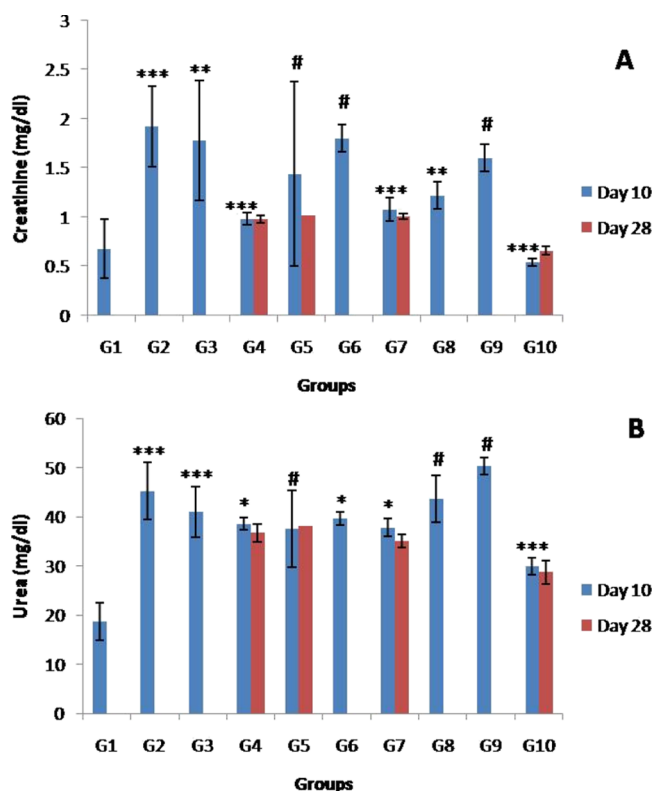 A
Creatinine (mg/dl)
3
2.5
2
1.5
1
0.5
0
*** ** *** # # *** ** # ***
G1 G2 G3 G4 G5 G6 G7 G8 G9 G10
Groups
Day 10
Day 28
B
Urea (mg/dl)
60
50
40
30
20
10
0
*** *** * # * * # # ***
G1 G2 G3 G4 G5 G6 G7 G8 G9 G10
Groups
Day 10
Day 28